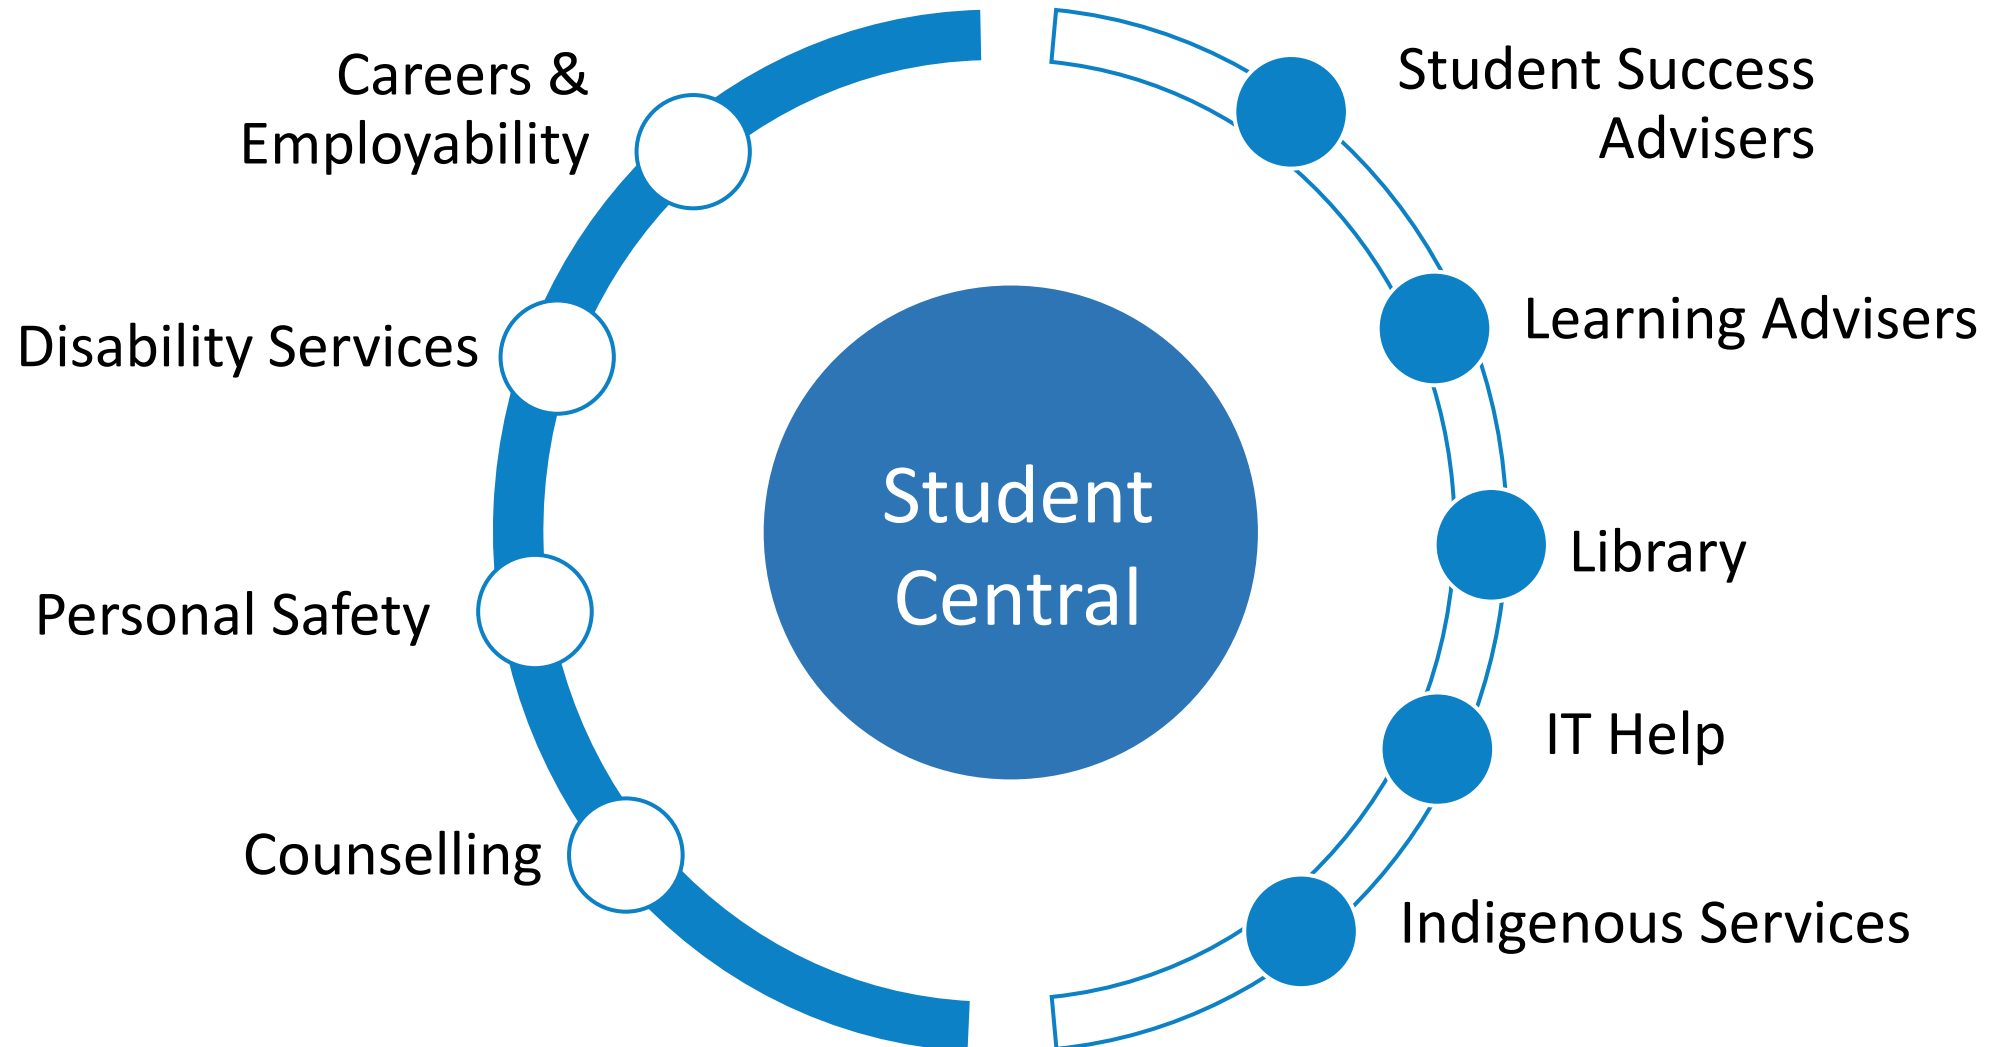 Careers &
Employability
Disability Services
Personal Safety
Counselling
Student
Central
Student Success
Advisers
Learning Advisers
Library
IT Help
Indigenous Services